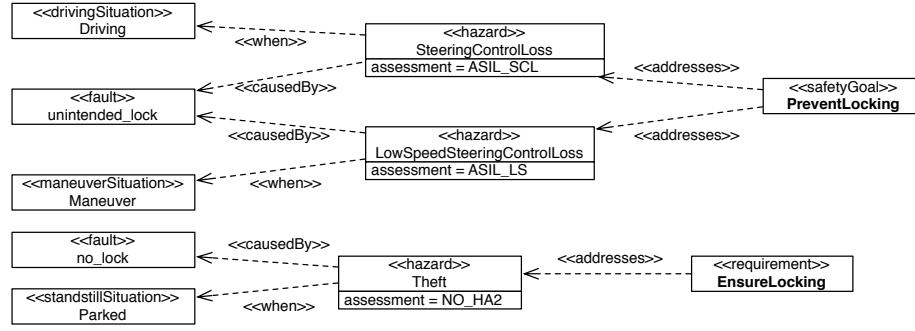 <<drivingSituation>>
Driving
<<when>>
<<hazard>>
SteeringControlLoss
assessment = ASIL_SCL
<<addresses>>
<<causedBy>>
<<fault>>
unintended_lock
<<safetyGoal>>
PreventLocking
<<causedBy>>
<<hazard>>
LowSpeedSteeringControlLoss
assessment = ASIL_LS
<<addresses>>
<<when>>
<<maneuverSituation>>
Maneuver
<<fault>>
no_lock
<<causedBy>>
<<hazard>>
Theft
assessment = NO_HA2
<<addresses>>
<<requirement>>
EnsureLocking
<<when>>
<<standstillSituation>>
Parked